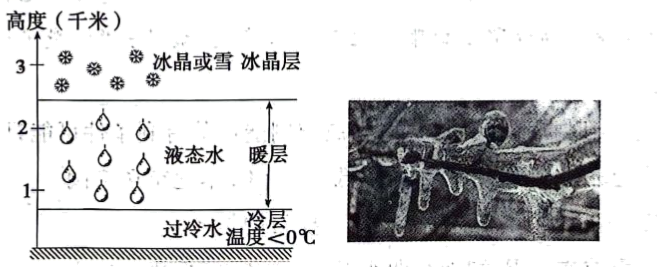 高度（千米）
3
冰晶或雪 冰晶层
2
液态水 暖层
1
过冷水 冷层
温度<0℃